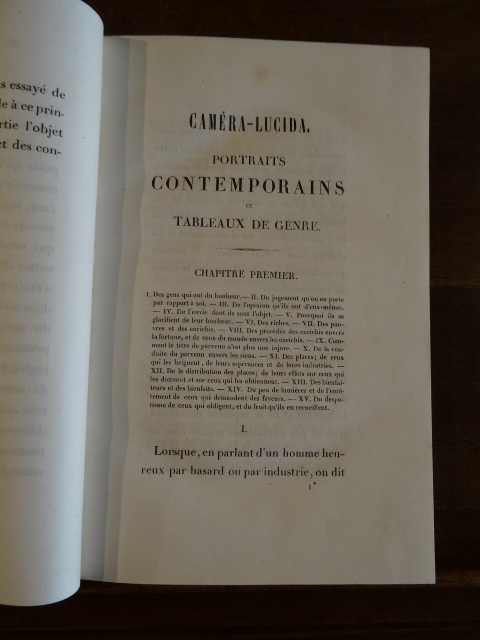 s essayé de
le à ce prin-
rtie l'objet
ct des con-
CAMÉRA-LUCIDA.
PORTRAITS
CONTEMPORAINS
ET
TABLEAUX DE GENRE.
CHAPITRE PREMIER.
I. Des gens qui ont du bonheur. — II. Du jugement qu'on en porte
par rapport à soi. — III. De l'opinion qu'ils ont d'eux-mêmes.
— IV. De l'envie dont ils sont l'objet. — V. Pourquoi ils se
glorifient de leur bonheur. — VI. Des riches. — VII. Des pau-
vres et des enrichis. — VIII. Des procédés des enrichis envers
la fortune, et de ceux du monde envers les enrichis. — IX. Com-
ment le titre de parvenu n'est plus une injure. — X. De la con-
duite du parvenu envers les siens. — XI. Des places; de ceux
qui les briguent, de leurs espérances et de leurs industries. —
XII. De la distribution des places; de leurs effets sur ceux qui
les donnent et sur ceux qui les obtiennent. — XIII. Des bienfai-
teurs et des bienfaits. — XIV. Du peu de lumières et de l'enté-
tement de ceux qui demandent des faveurs. — XV. Du despo-
tisme de ceux qui obligent, et du fruit qu'ils en recueillent.
I.
Lorsque, en parlant d'un homme heu-
reux par hasard ou par industrie, on dit
1*